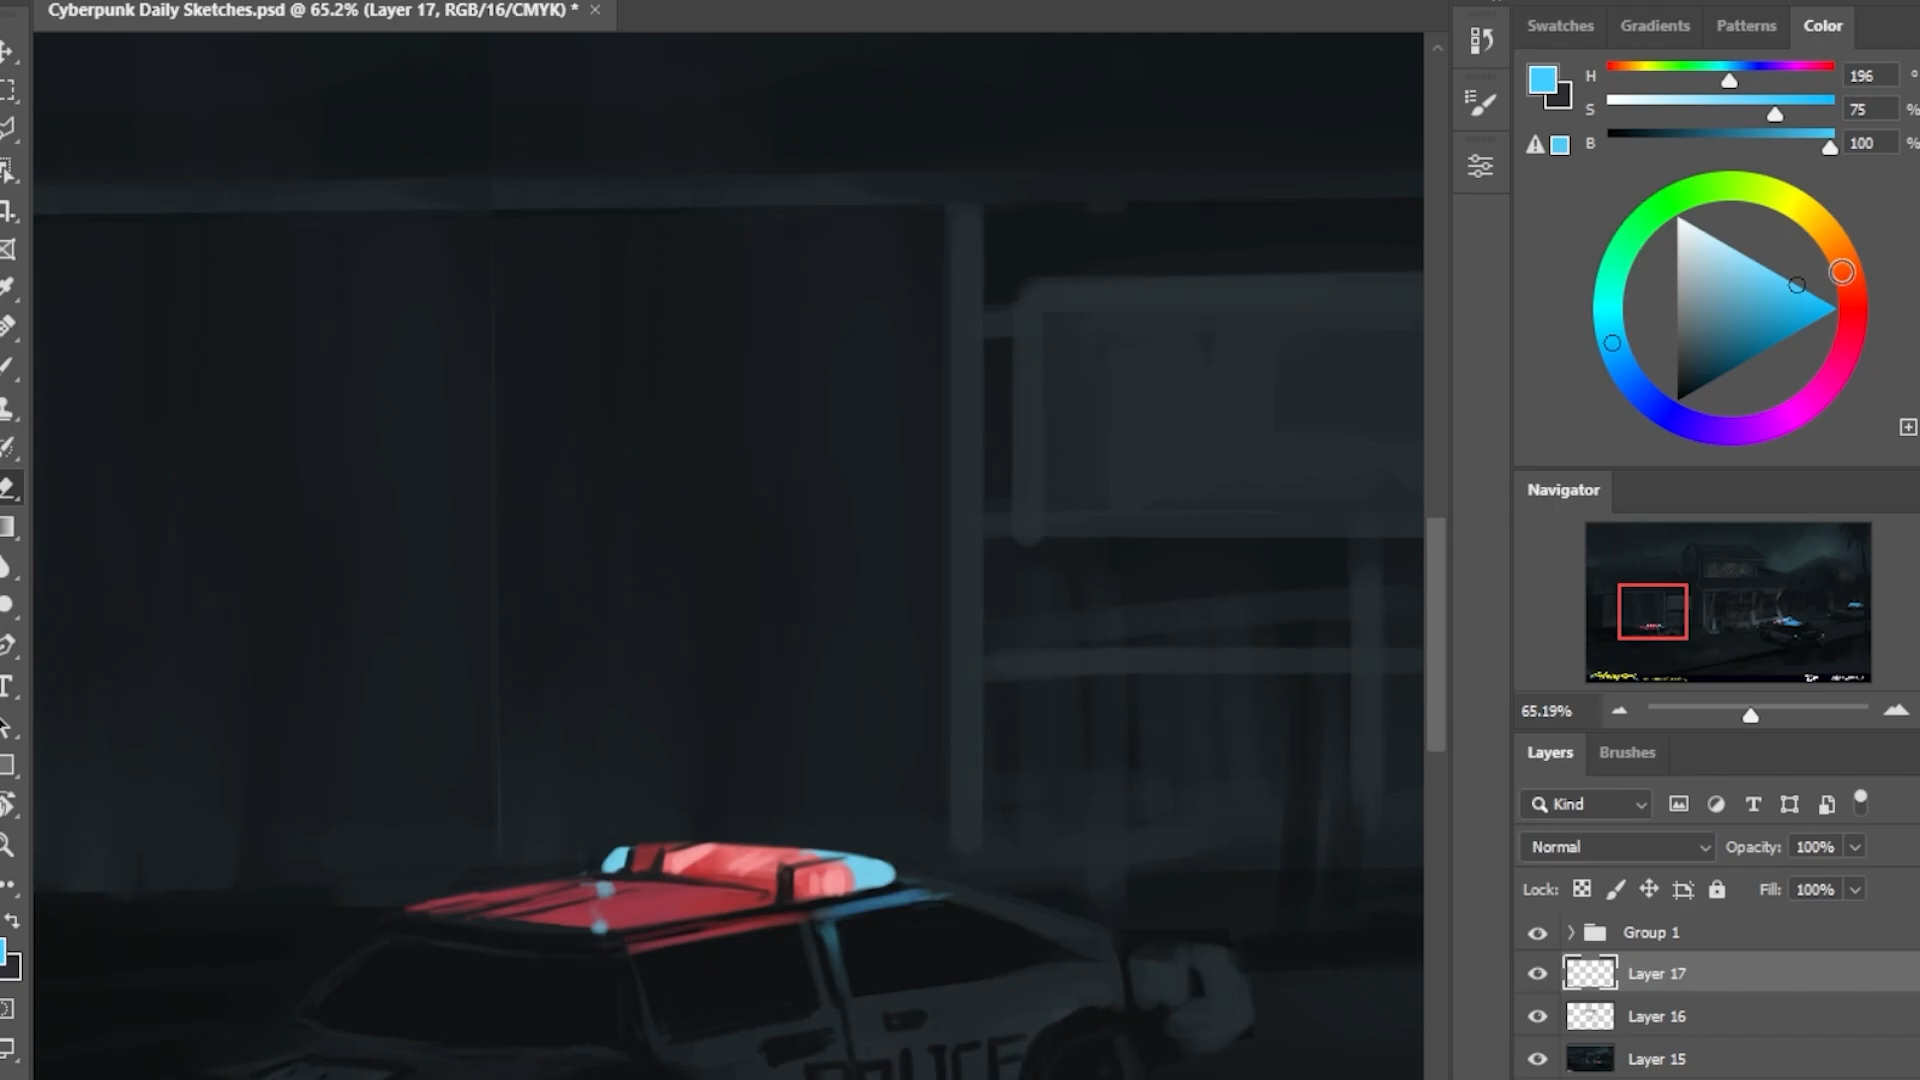 Cyberpunk Daily Sketches.psd @ 65.2% (Layer 17, RGB/16/CMYK) * ×
Swatches Gradients Patterns Color
H 196 °
S 75 %
B 100 %
Navigator
65.19%
Layers Brushes
Kind
Normal Opacity: 100%
Lock: Fill: 100%
Group 1
Layer 17
Layer 16
Layer 15
POLICE